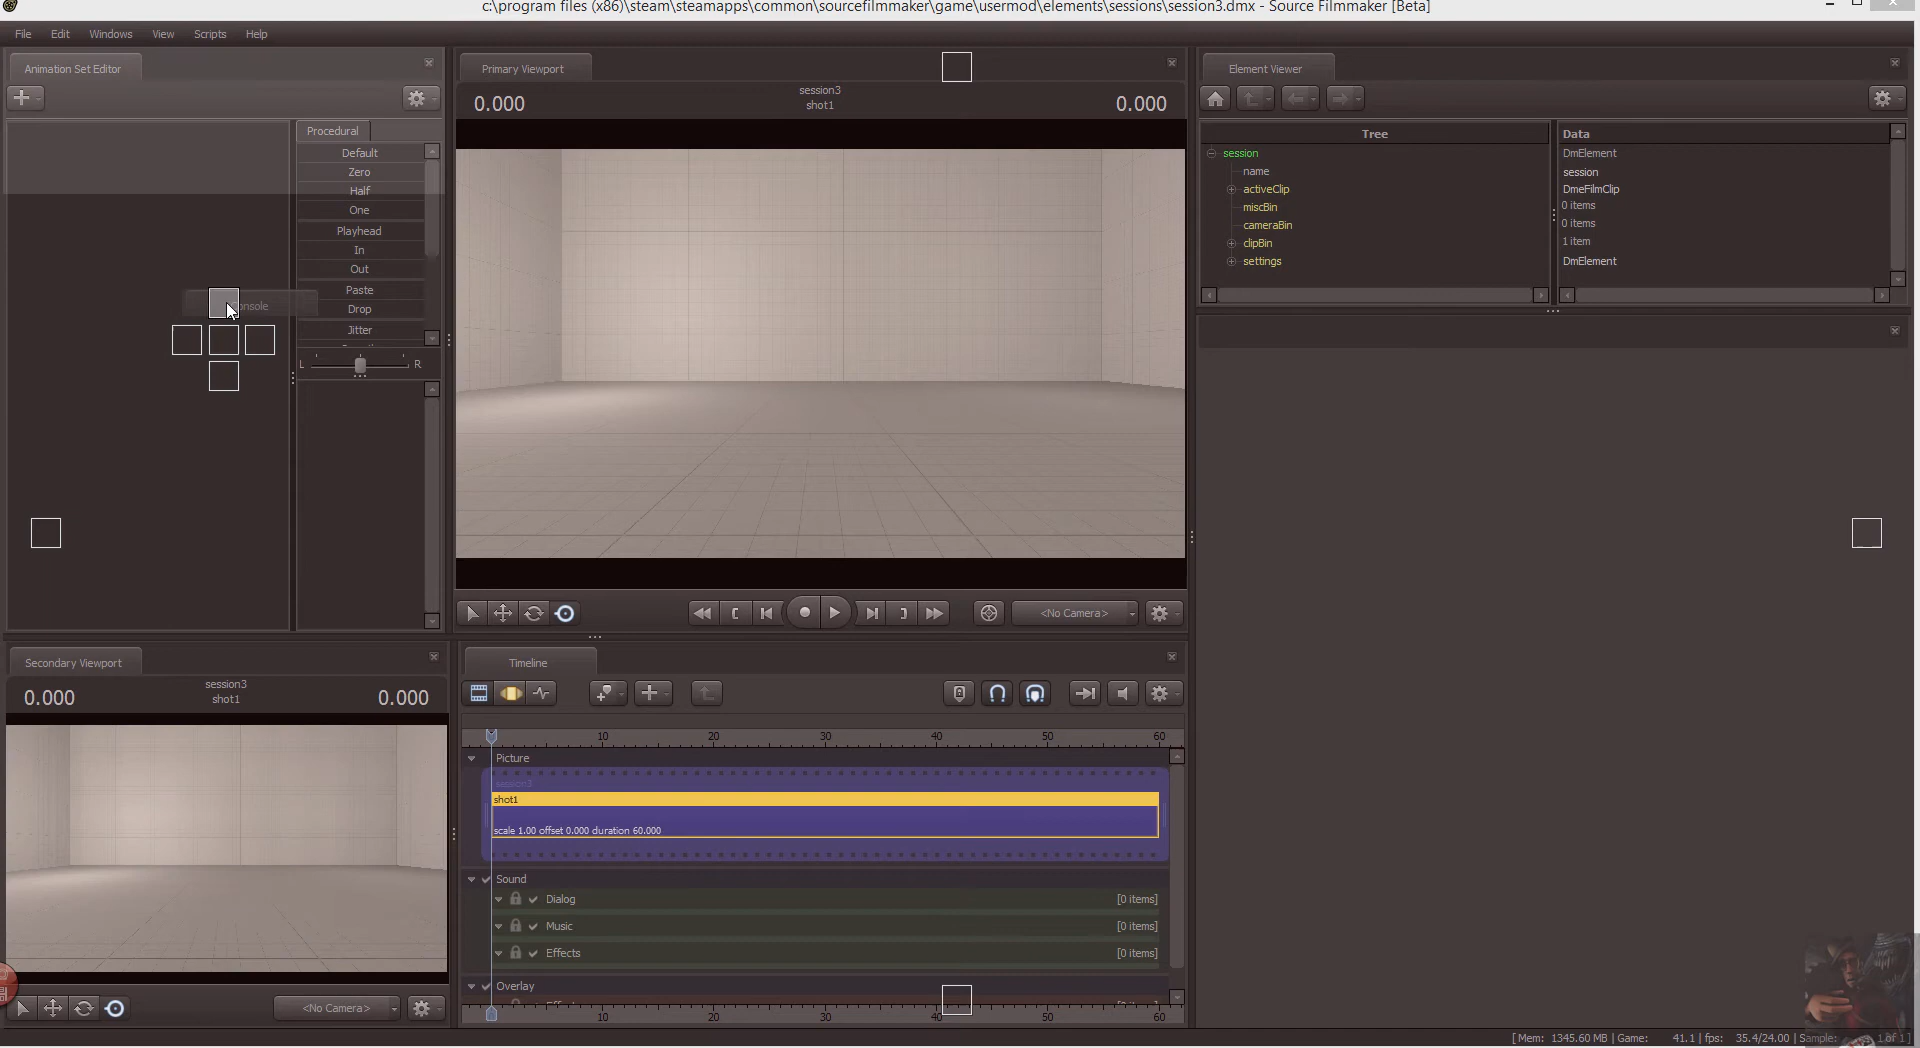 c:\program files (x86)\steam\steamapps\common\sourcefilmmaker\game\usermod\elements\sessions\session3.dmx - Source Filmmaker [Beta]
File Edit Windows View Scripts Help
Animation Set Editor
Procedural
Default
Zero
Half
One
Playhead
In
Out
Paste
Drop
Jitter
L R
Console
Primary Viewport
0.000 session3 0.000
shot1
<No Camera>
Element Viewer
Tree Data
session DmElement
name session
activeClip DmeFilmClip
miscBin 0 items
cameraBin 0 items
clipBin 1 item
settings DmElement
Secondary Viewport
0.000 session3 0.000
shot1
<No Camera>
Timeline
10 20 30 40 50 60
Picture
session3
shot1
scale 1.00 offset 0.000 duration 60.000
Sound
Dialog [0 items]
Music [0 items]
Effects [0 items]
Overlay
10 20 30 40 50 60
[ Mem: 1345.60 MB | Game: 41.1 | fps: 35.4/24.00 | Sample: 1 of 1 ]